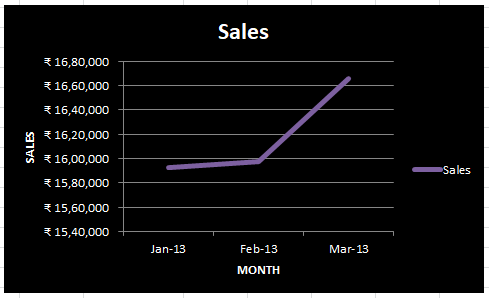 Sales
₹ 16,80,000
₹ 16,60,000
₹ 16,40,000
₹ 16,20,000
₹ 16,00,000
₹ 15,80,000
₹ 15,60,000
₹ 15,40,000
SALES
Jan-13 Feb-13 Mar-13
MONTH
Sales